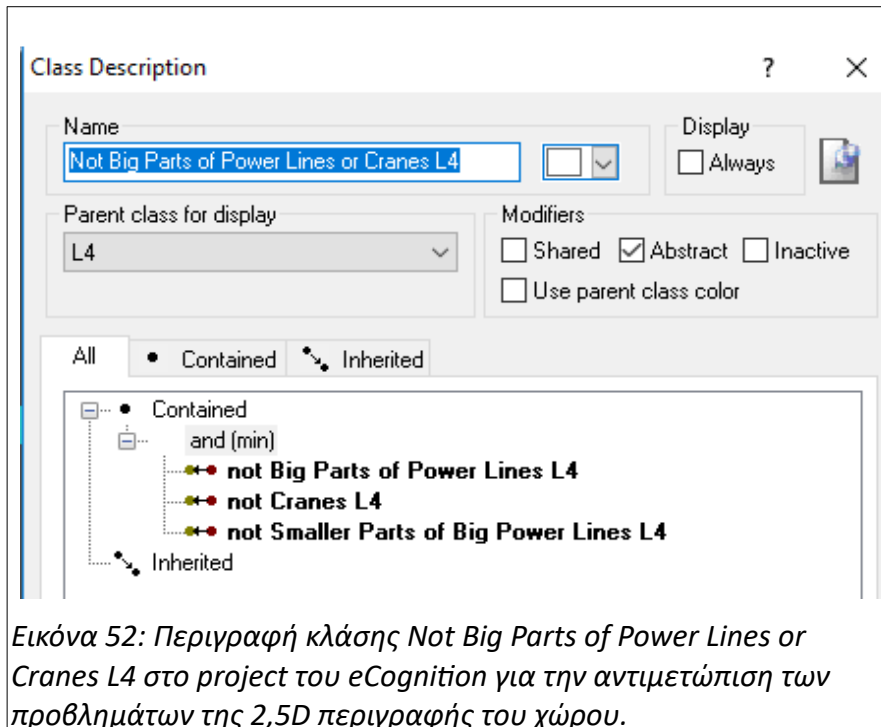 Class Description ? ×
Name
Not Big Parts of Power Lines or Cranes L4
Display
Always
Parent class for display
L4
Modifiers
Shared Abstract Inactive
Use parent class color
All Contained Inherited
Contained
and (min)
not Big Parts of Power Lines L4
not Cranes L4
not Smaller Parts of Big Power Lines L4
Inherited
Εικόνα 52: Περιγραφή κλάσης Not Big Parts of Power Lines or
Cranes L4 στο project του eCognition για την αντιμετώπιση των
προβλημάτων της 2,5D περιγραφής του χώρου.